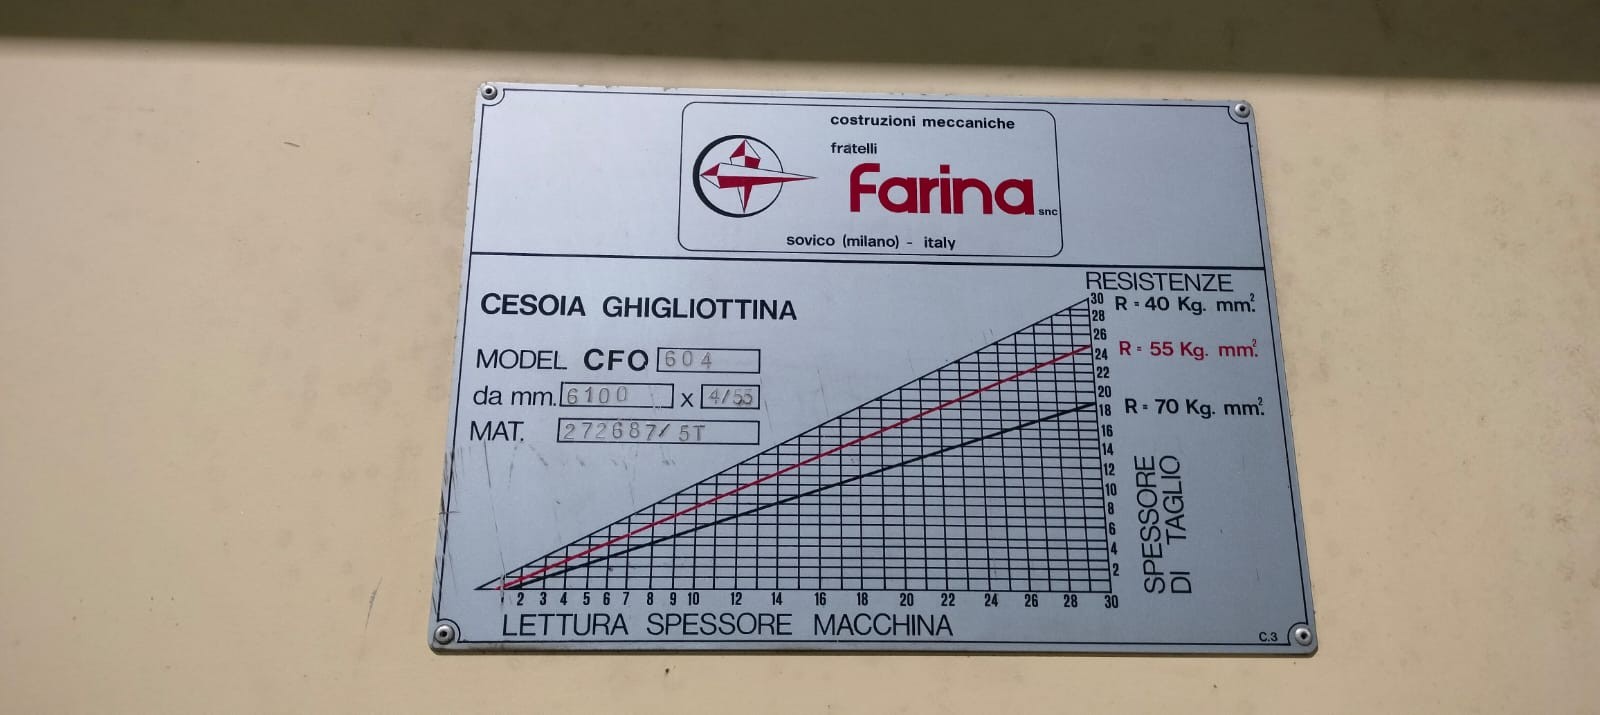 costruzioni meccaniche
fratelli
Farina snc
sovico (milano) - italy
CESOIA GHIGLIOTTINA
MODEL CFO 604
da mm. 6100 x 4/55
MAT. 272687/5T
RESISTENZE
R = 40 Kg. mm².
R = 55 Kg. mm².
R = 70 Kg. mm².
30
28
26
24
22
20
18
16
14
12
10
8
6
4
2
SPESSORE
DI TAGLIO
1 2 3 4 5 6 7 8 9 10 12 14 16 18 20 22 24 26 28 30
LETTURA SPESSORE MACCHINA
C.3